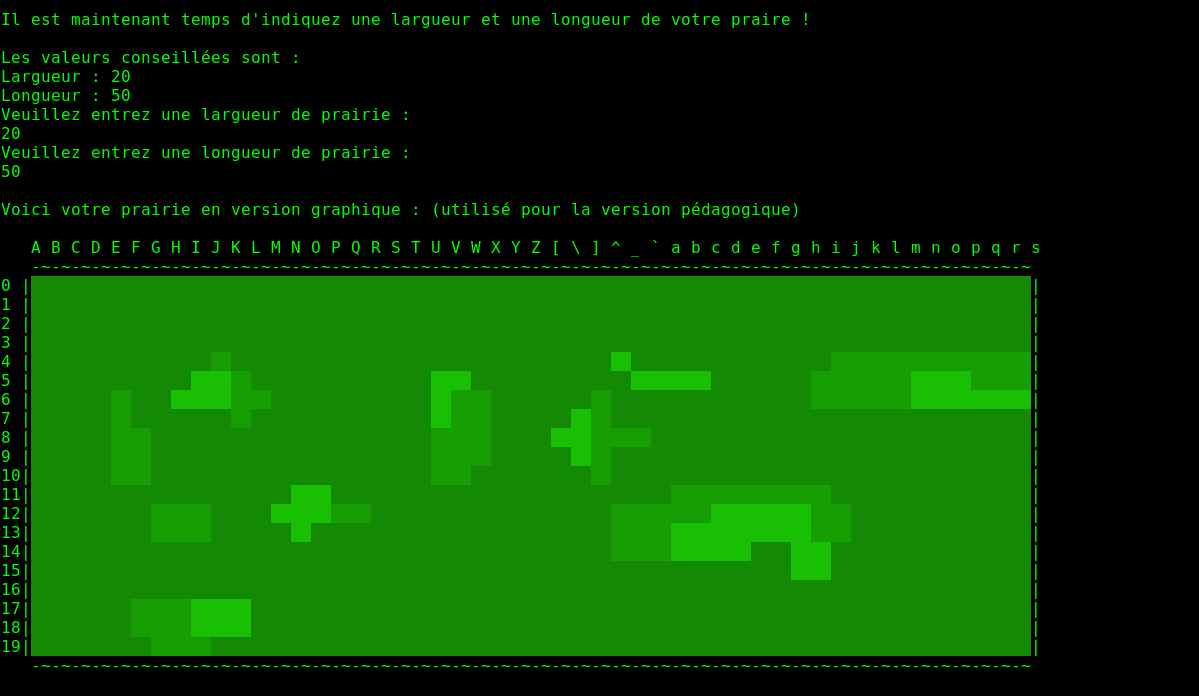 Il est maintenant temps d'indiquez une largueur et une longueur de votre praire !
Les valeurs conseillées sont :
Largueur : 20
Longueur : 50
Veuillez entrez une largueur de prairie :
20
Veuillez entrez une longueur de prairie :
50
Voici votre prairie en version graphique : (utilisé pour la version pédagogique)
A B C D E F G H I J K L M N O P Q R S T U V W X Y Z [ \ ] ^ _ ` a b c d e f g h i j k l m n o p q r s
-~-~-~-~-~-~-~-~-~-~-~-~-~-~-~-~-~-~-~-~-~-~-~-~-~-~-~-~-~-~-~-~-~-~-~-~-~-~-~-~-~-~-~-~-~-~-~-~-~-~
0 | |
1 | |
2 | |
3 | |
4 | |
5 | |
6 | |
7 | |
8 | |
9 | |
10| |
11| |
12| |
13| |
14| |
15| |
16| |
17| |
18| |
19| |
-~-~-~-~-~-~-~-~-~-~-~-~-~-~-~-~-~-~-~-~-~-~-~-~-~-~-~-~-~-~-~-~-~-~-~-~-~-~-~-~-~-~-~-~-~-~-~-~-~-~